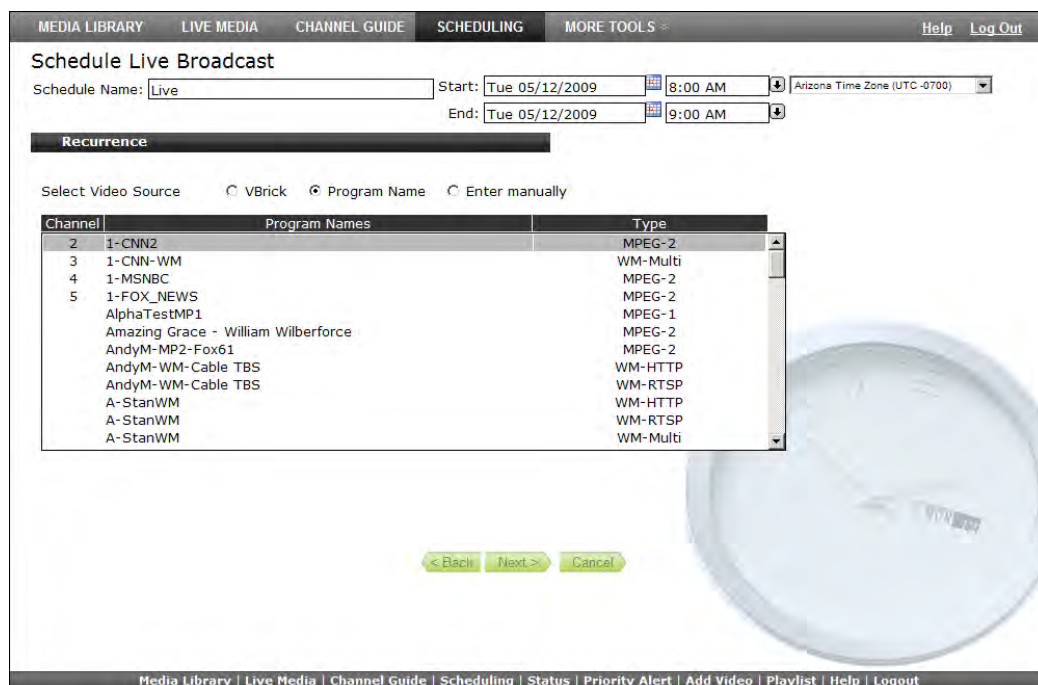 MEDIA LIBRARY LIVE MEDIA CHANNEL GUIDE SCHEDULING MORE TOOLS Help Log Out
Schedule Live Broadcast
Schedule Name: Live Start: Tue 05/12/2009 8:00 AM Arizona Time Zone (UTC -0700)
End: Tue 05/12/2009 9:00 AM
Recurrence
Select Video Source VBrick Program Name Enter manually
Channel Program Names Type
2 1-CNN2 MPEG-2
3 1-CNN-WM WM-Multi
4 1-MSNBC MPEG-2
5 1-FOX_NEWS MPEG-2
AlphaTestMP1 MPEG-1
Amazing Grace - William Wilberforce MPEG-2
AndyM-MP2-Fox61 MPEG-2
AndyM-WM-Cable TBS WM-HTTP
AndyM-WM-Cable TBS WM-RTSP
A-StanWM WM-HTTP
A-StanWM WM-RTSP
A-StanWM WM-Multi
< Back Next > Cancel
Media Library | Live Media | Channel Guide | Scheduling | Status | Priority Alert | Add Video | Playlist | Help | Logout